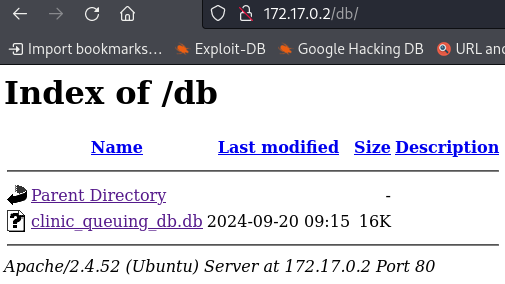 172.17.0.2/db/
Import bookmarks... Exploit-DB Google Hacking DB URL and
Index of /db
Name Last modified Size Description
Parent Directory -
clinic_queuing_db.db 2024-09-20 09:15 16K
Apache/2.4.52 (Ubuntu) Server at 172.17.0.2 Port 80